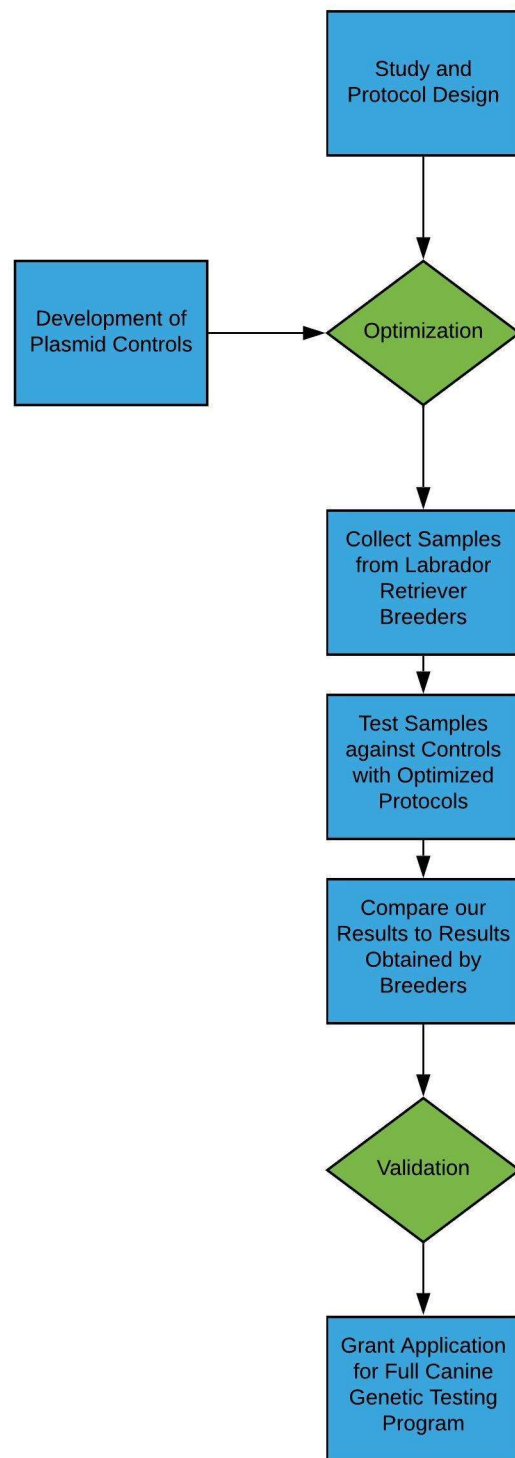 Study and
Protocol Design
Development of
Plasmid Controls
Optimization
Collect Samples
from Labrador
Retriever
Breeders
Test Samples
against Controls
with Optimized
Protocols
Compare our
Results to Results
Obtained by
Breeders
Validation
Grant Application
for Full Canine
Genetic Testing
Program